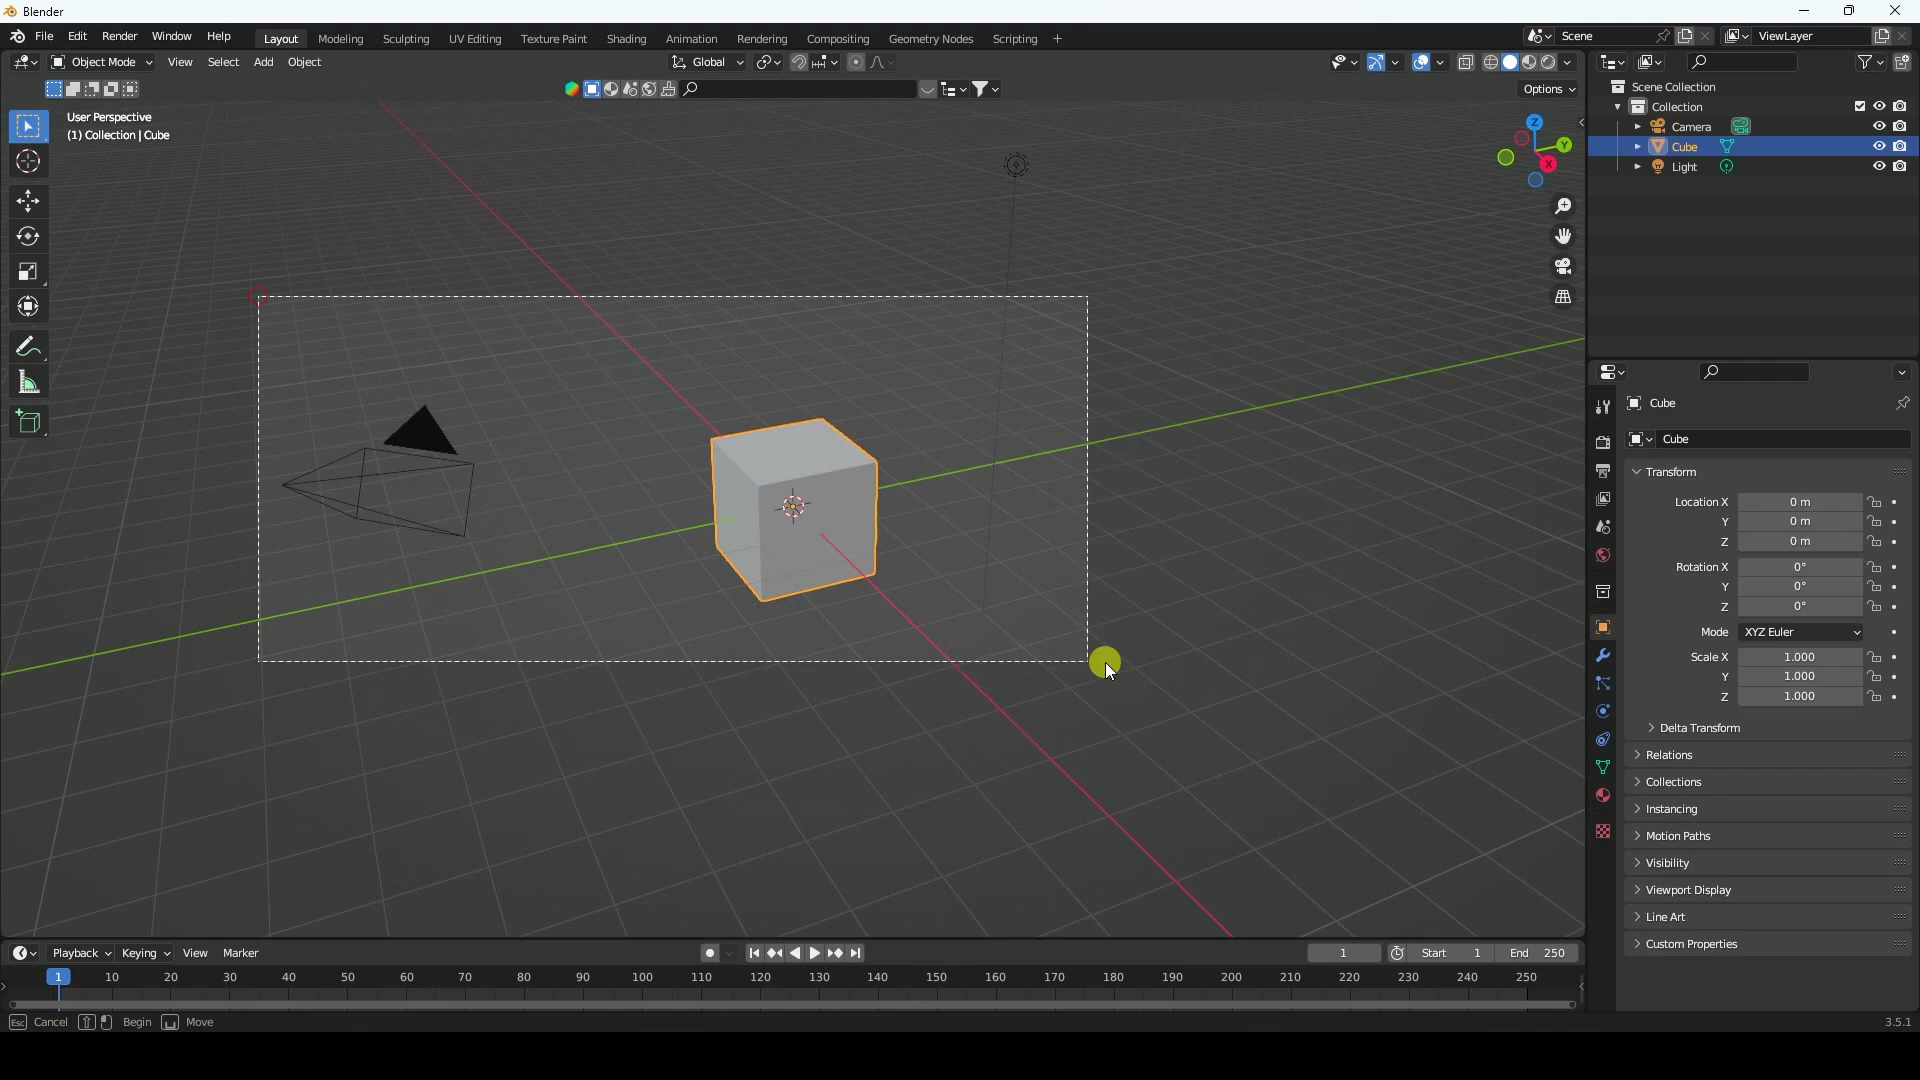 Blender
File Edit Render Window Help Layout Modeling Sculpting UV Editing Texture Paint Shading Animation Rendering Compositing Geometry Nodes Scripting + Scene ViewLayer
Object Mode View Select Add Object Global
Options
User Perspective
(1) Collection | Cube
Z
Y
X
Scene Collection
Collection
Camera
Cube
Light
Cube
Cube
Transform
Location X 0 m
Y 0 m
Z 0 m
Rotation X 0°
Y 0°
Z 0°
Mode XYZ Euler
Scale X 1.000
Y 1.000
Z 1.000
Delta Transform
Relations
Collections
Instancing
Motion Paths
Visibility
Viewport Display
Line Art
Custom Properties
Playback Keying View Marker 1 Start 1 End 250
1 10 20 30 40 50 60 70 80 90 100 110 120 130 140 150 160 170 180 190 200 210 220 230 240 250
Esc Cancel Begin Move 3.5.1